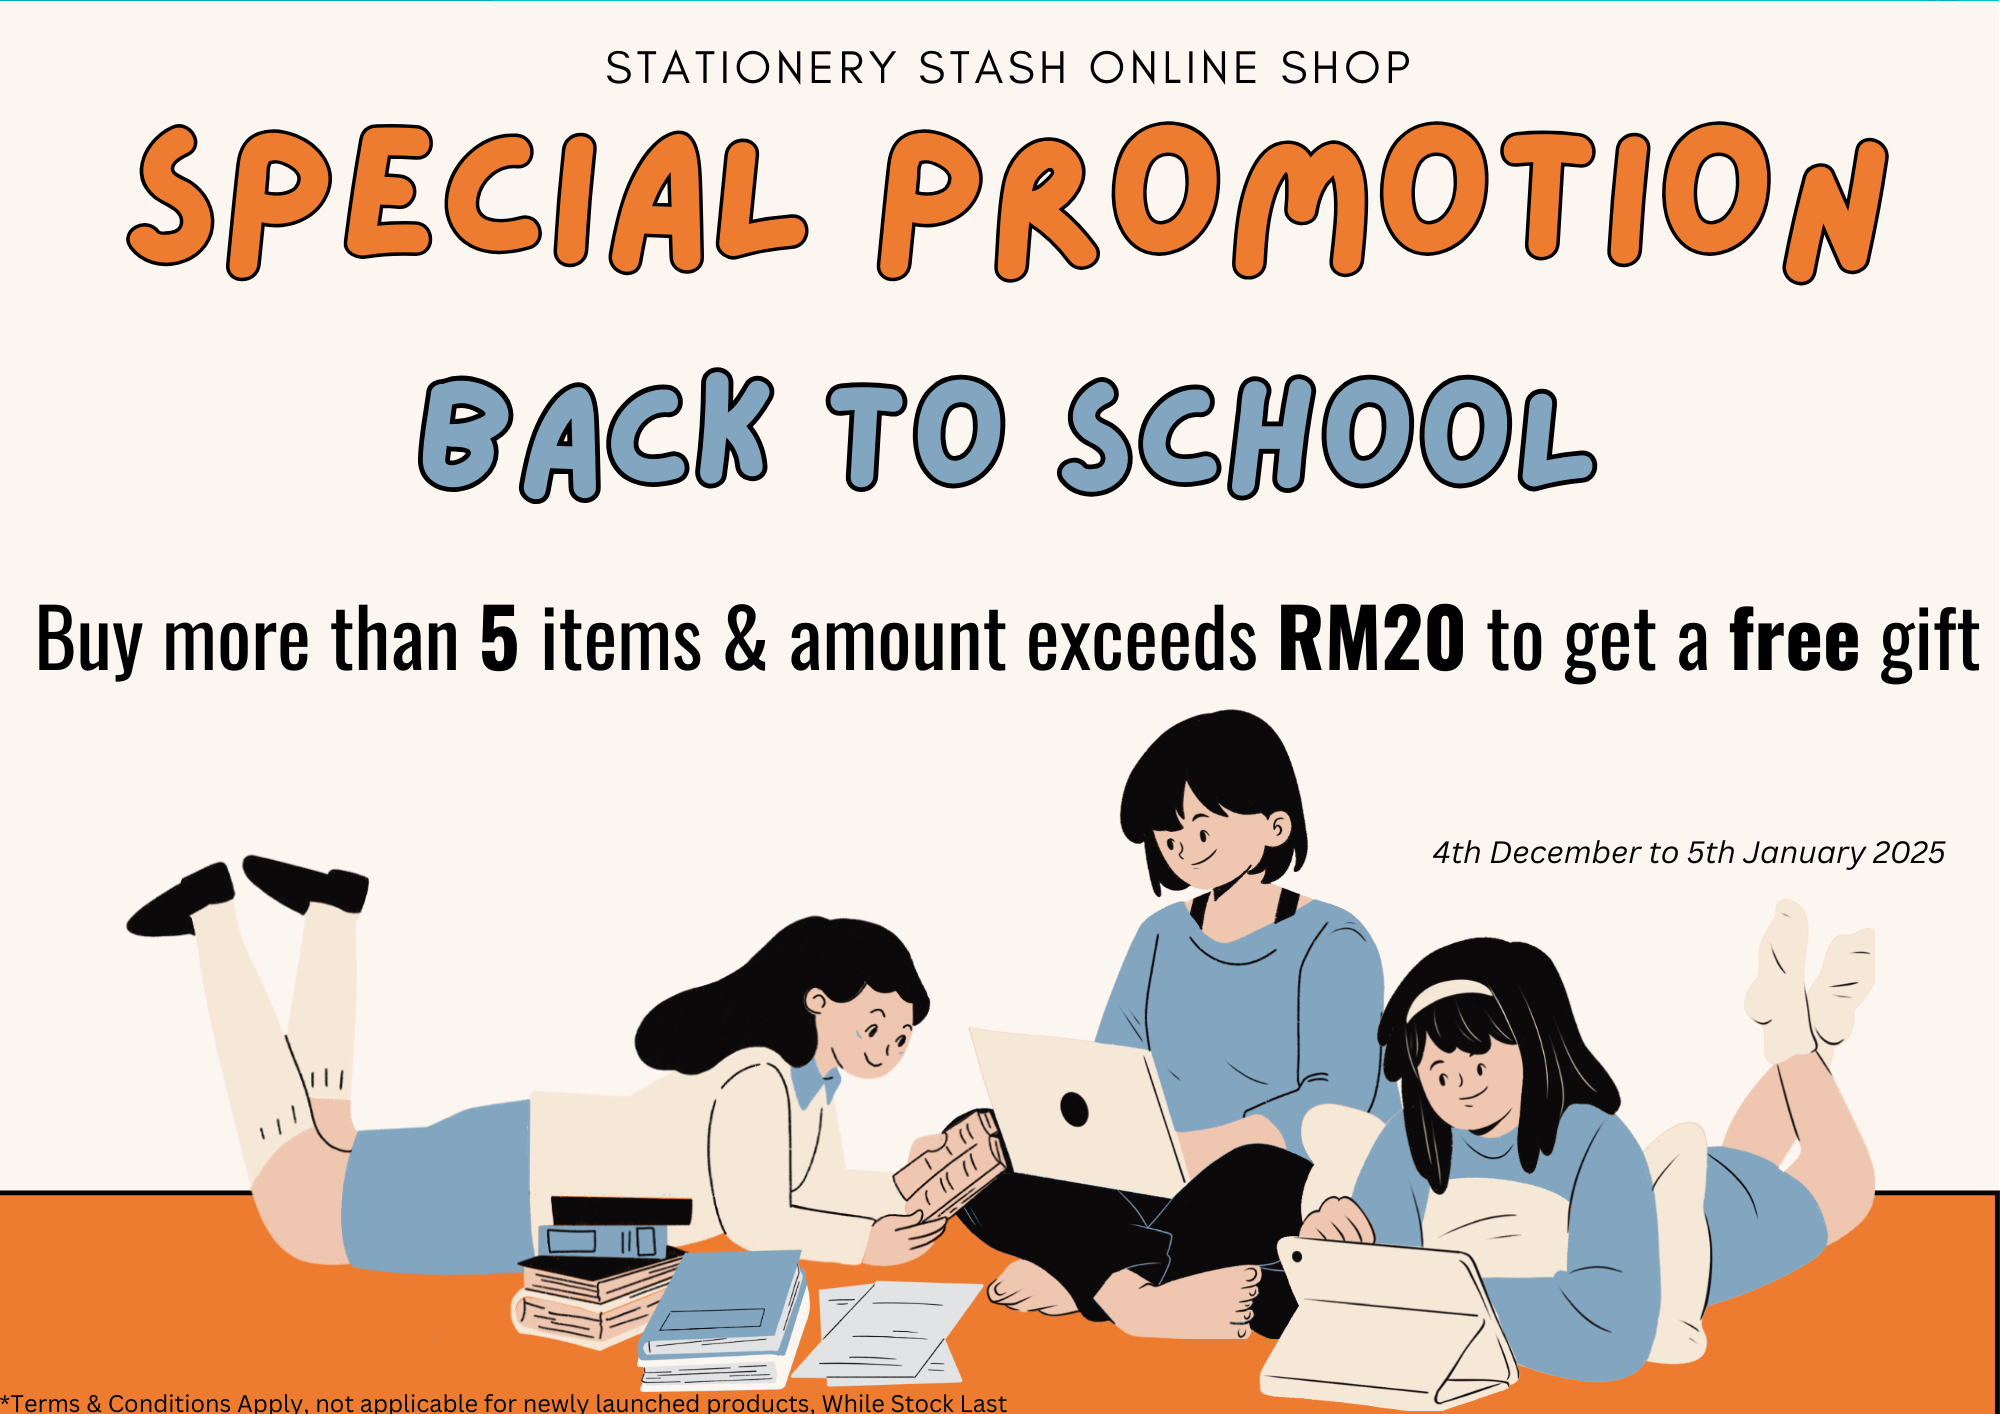 STATIONERY STASH ONLINE SHOP
SPECIAL PROMOTION
BACK TO SCHOOL
Buy more than 5 items & amount exceeds RM20 to get a free gift
4th December to 5th January 2025
*Terms & Conditions Apply, not applicable for newly launched products, While Stock Last